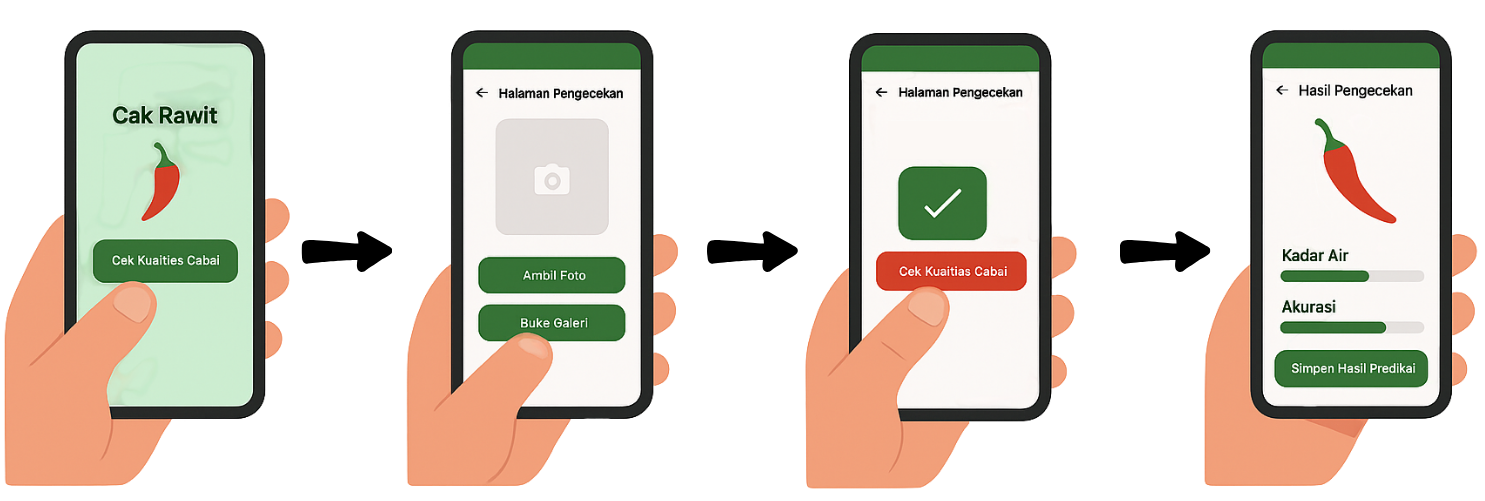 Cak Rawit
Cek Kuaities Cabai
← Halaman Pengecekan
Ambil Foto
Buke Galeri
← Halaman Pengecekan
Cek Kuaitias Cabai
← Hasil Pengecekan
Kadar Air
Akurasi
Simpen Hasil Predikai